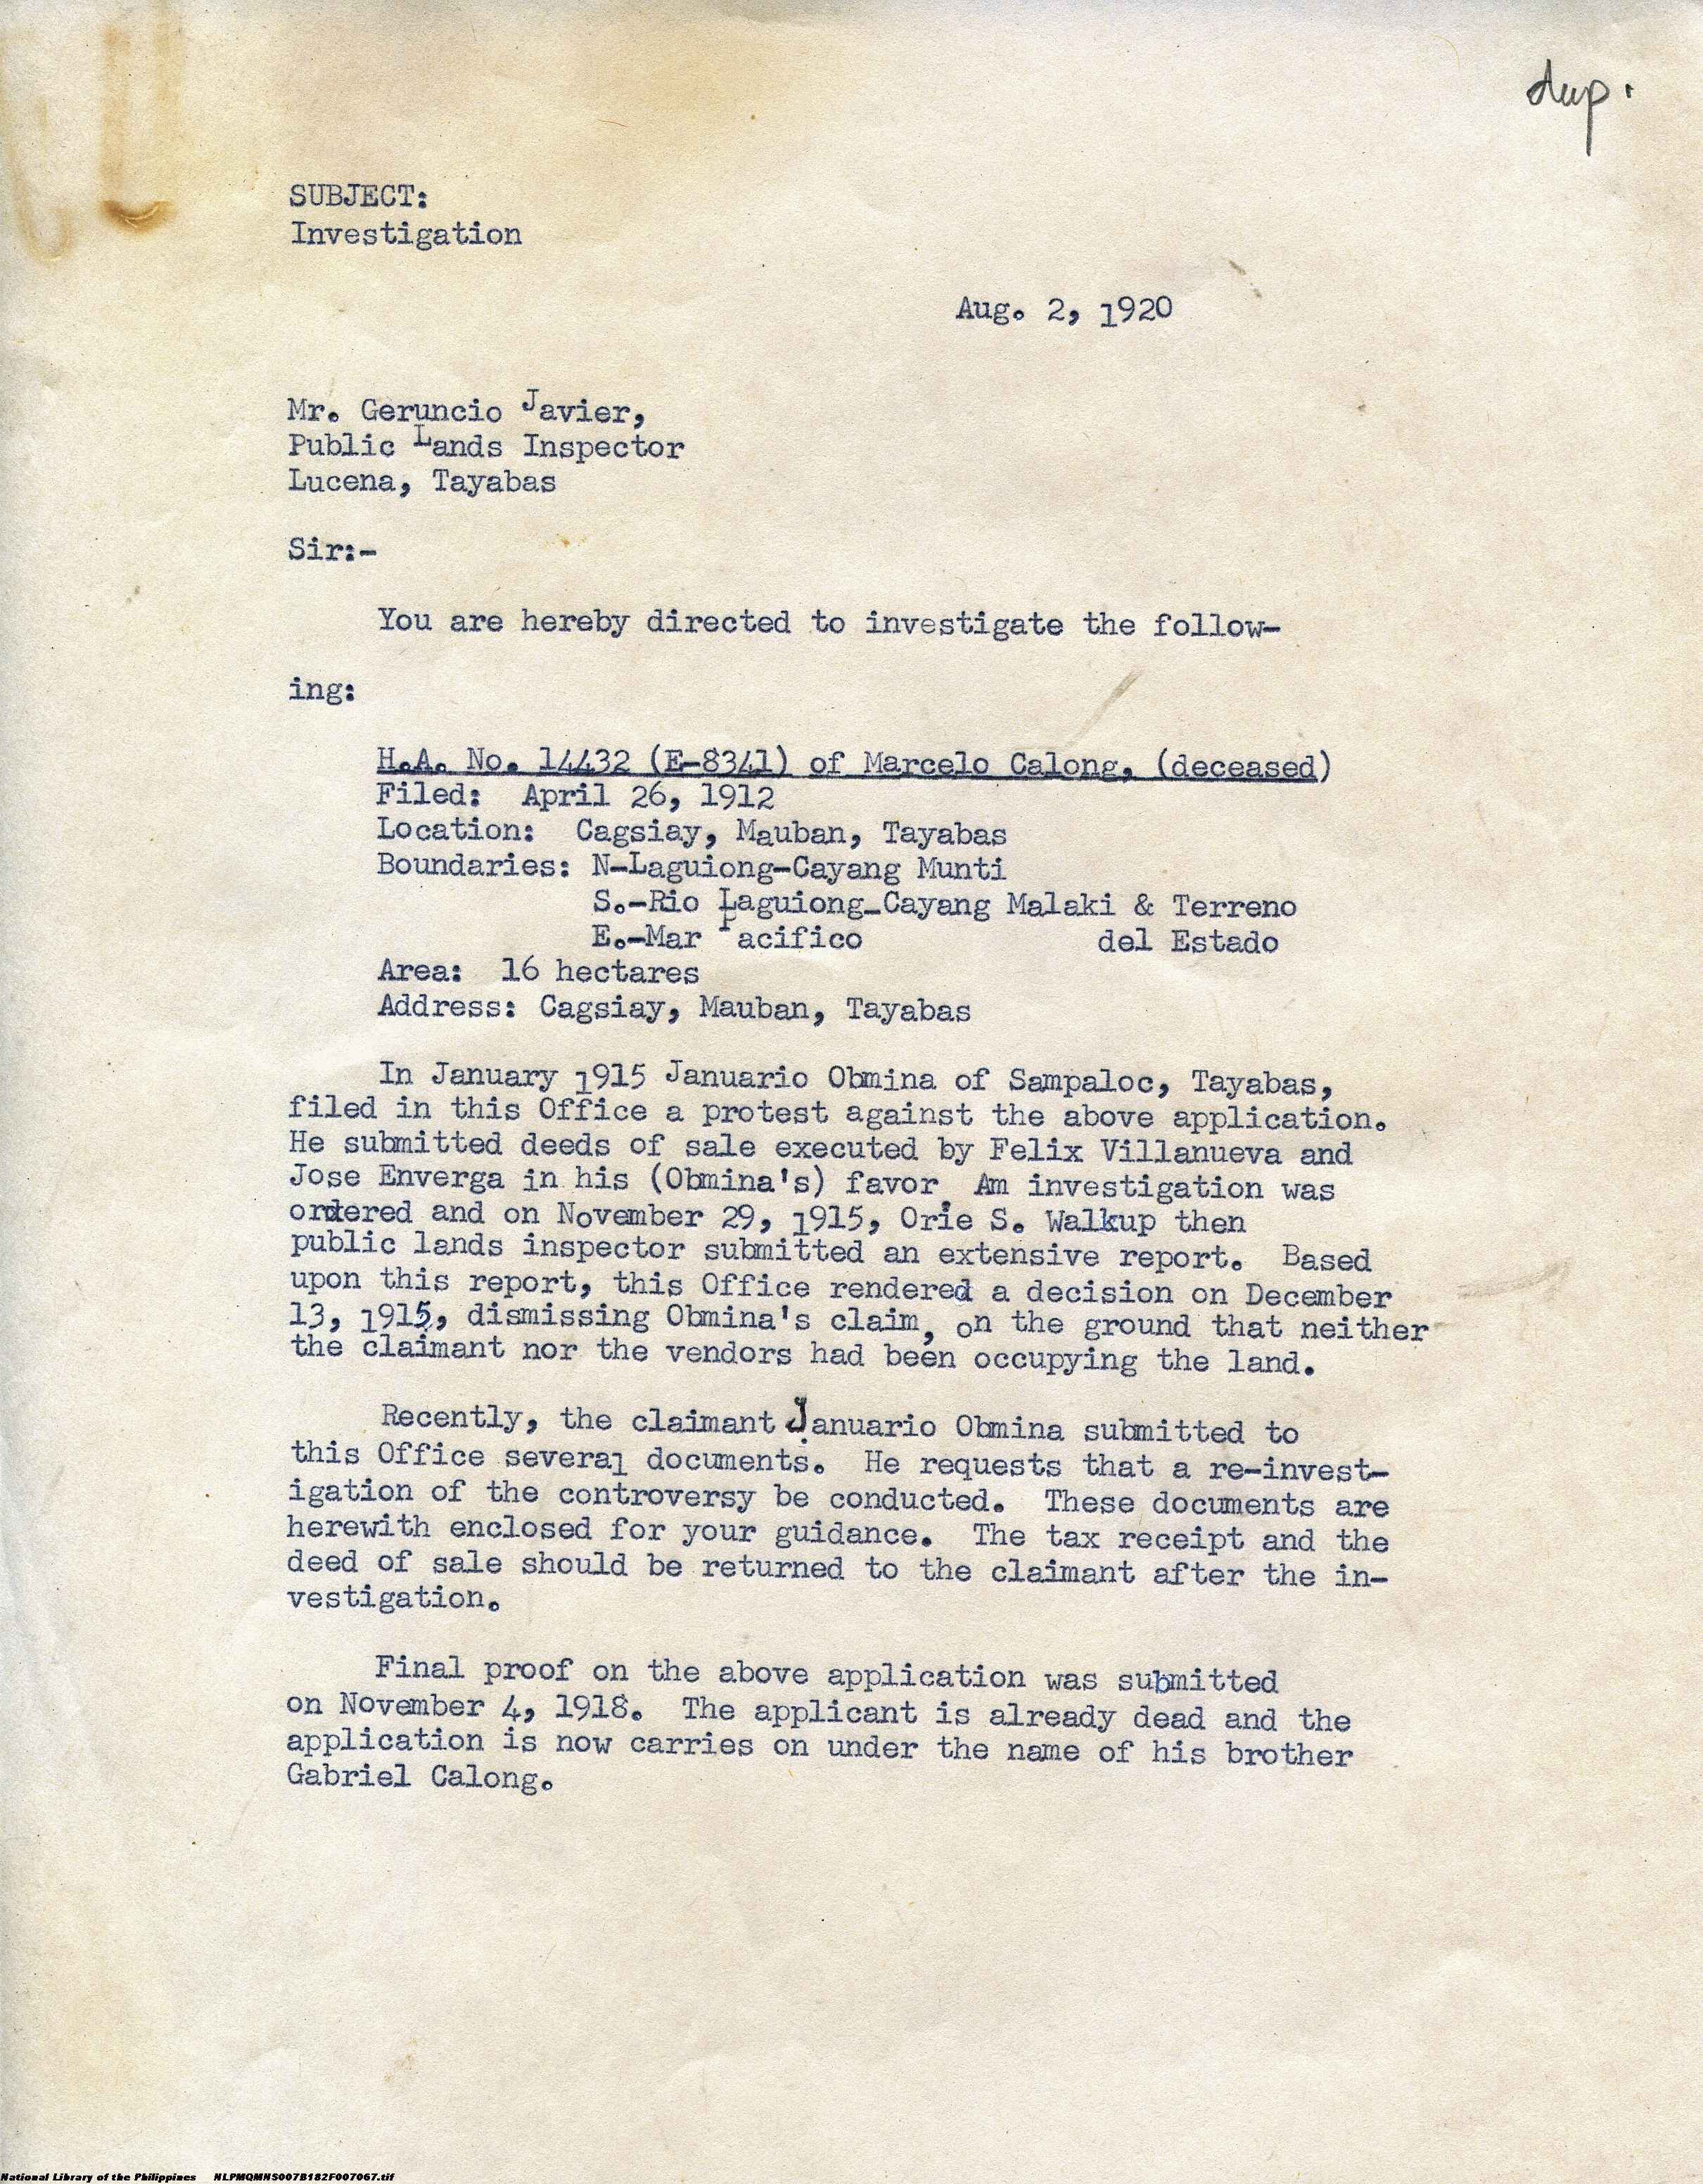 dup.
SUBJECT:
Investigation
Aug. 2, 1920
Mr. Geruncio Javier,
Public Lands Inspector
Lucena, Tayabas
Sir:-
You are hereby directed to investigate the follow-
ing:
H.A. No. 14432 (E-8341) of Marcelo Calong, (deceased)
Filed: April 26, 1912
Location: Cagsiay, Mauban, Tayabas
Boundaries: N-Laguiong-Cayang Munti
S.-Rio Laguiong-Cayang Malaki & Terreno
E.-Mar Pacifico del Estado
Area: 16 hectares
Address: Cagsiay, Mauban, Tayabas
In January 1915 Januario Obmina of Sampaloc, Tayabas,
filed in this Office a protest against the above application.
He submitted deeds of sale executed by Felix Villanueva and
Jose Enverga in his (Obmina's) favor. Am investigation was
ordered and on November 29, 1915, Orie S. Walkup then
public lands inspector submitted an extensive report. Based
upon this report, this Office rendered a decision on December
13, 1915, dismissing Obmina's claim, on the ground that neither
the claimant nor the vendors had been occupying the land.
Recently, the claimant Januario Obmina submitted to
this Office several documents. He requests that a re-invest-
igation of the controversy be conducted. These documents are
herewith enclosed for your guidance. The tax receipt and the
deed of sale should be returned to the claimant after the in-
vestigation.
Final proof on the above application was submitted
on November 4, 1918. The applicant is already dead and the
application is now carries on under the name of his brother
Gabriel Calong.
National Library of the Philippines NLPMQMNS007B182F007067.tif